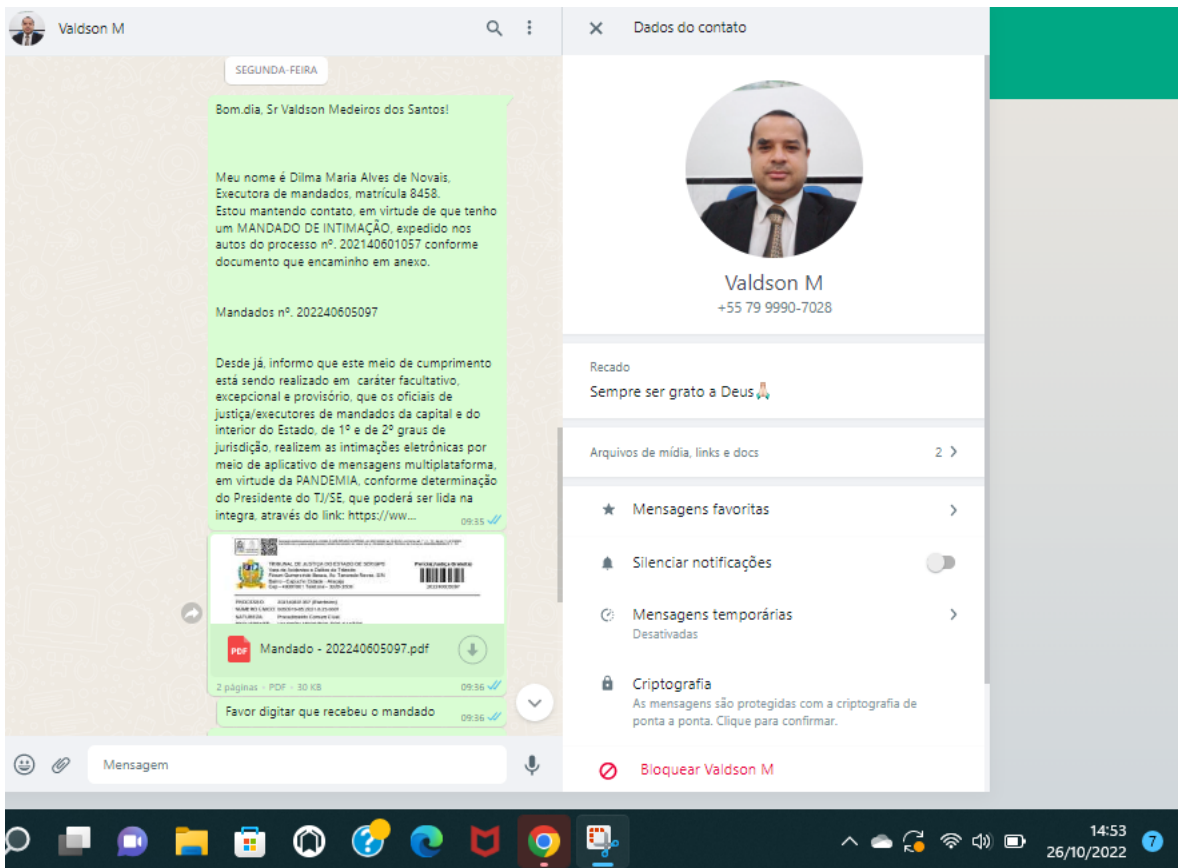 Valdson M
SEGUNDA-FEIRA
Bom.dia, Sr Valdson Medeiros dos Santos!
Meu nome é Dilma Maria Alves de Novais,
Executora de mandados, matrícula 8458.
Estou mantendo contato, em virtude de que tenho
um MANDADO DE INTIMAÇÃO, expedido nos
autos do processo nº. 202140601057 conforme
documento que encaminho em anexo.
Mandados nº. 202240605097
Desde já, informo que este meio de cumprimento
está sendo realizado em caráter facultativo,
excepcional e provisório, que os oficiais de
justiça/executores de mandados da capital e do
interior do Estado, de 1º e de 2º graus de
jurisdição, realizem as intimações eletrônicas por
meio de aplicativo de mensagens multiplataforma,
em virtude da PANDEMIA, conforme determinação
do Presidente do TJ/SE, que poderá ser lida na
integra, através do link: https://ww...
09:35
TRIBUNAL DE JUSTIÇA DO ESTADO DE SERGIPE
PDF
Mandado - 202240605097.pdf
2 páginas - PDF - 30 KB
09:36
Favor digitar que recebeu o mandado
09:36
Mensagem
Dados do contato
Valdson M
+55 79 9990-7028
Recado
Sempre ser grato a Deus🙏🏻
Arquivos de mídia, links e docs
2
Mensagens favoritas
Silenciar notificações
Mensagens temporárias
Desativadas
Criptografia
As mensagens são protegidas com a criptografia de
ponta a ponta. Clique para confirmar.
Bloquear Valdson M
14:53
26/10/2022
7